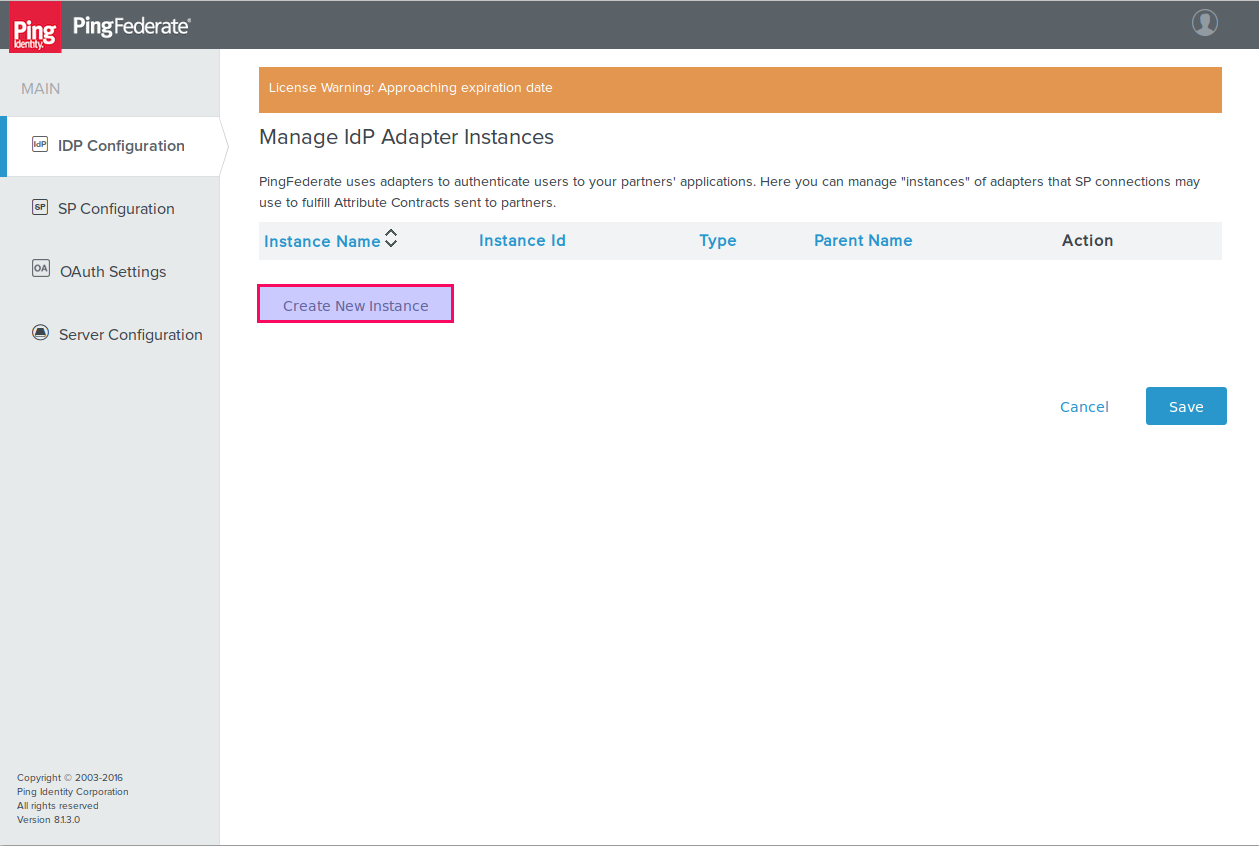 Ping
Identity.
PingFederate®
MAIN
IdP IDP Configuration
SP SP Configuration
OA OAuth Settings
Server Configuration
License Warning: Approaching expiration date
Manage IdP Adapter Instances
PingFederate uses adapters to authenticate users to your partners' applications. Here you can manage "instances" of adapters that SP connections may
use to fulfill Attribute Contracts sent to partners.
Instance Name Instance Id Type Parent Name Action
Create New Instance
Cancel Save
Copyright © 2003-2016
Ping Identity Corporation
All rights reserved
Version 8.1.3.0